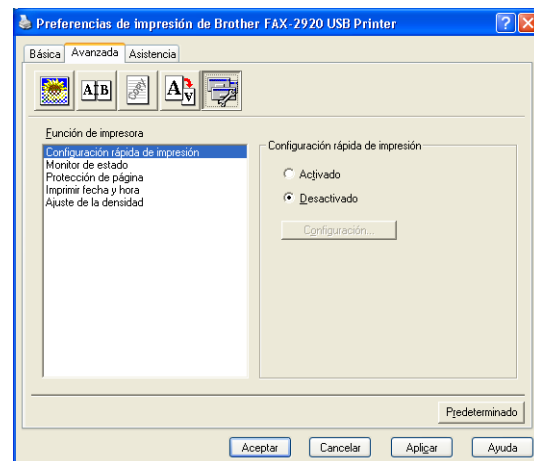 Preferencias de impresión de Brother FAX-2920 USB Printer
Básica Avanzada Asistencia
A B
A A
Función de impresora
Configuración rápida de impresión
Monitor de estado
Protección de página
Imprimir fecha y hora
Ajuste de la densidad
Configuración rápida de impresión
Activado
Desactivado
Configuración...
Predeterminado
Aceptar Cancelar Aplicar Ayuda